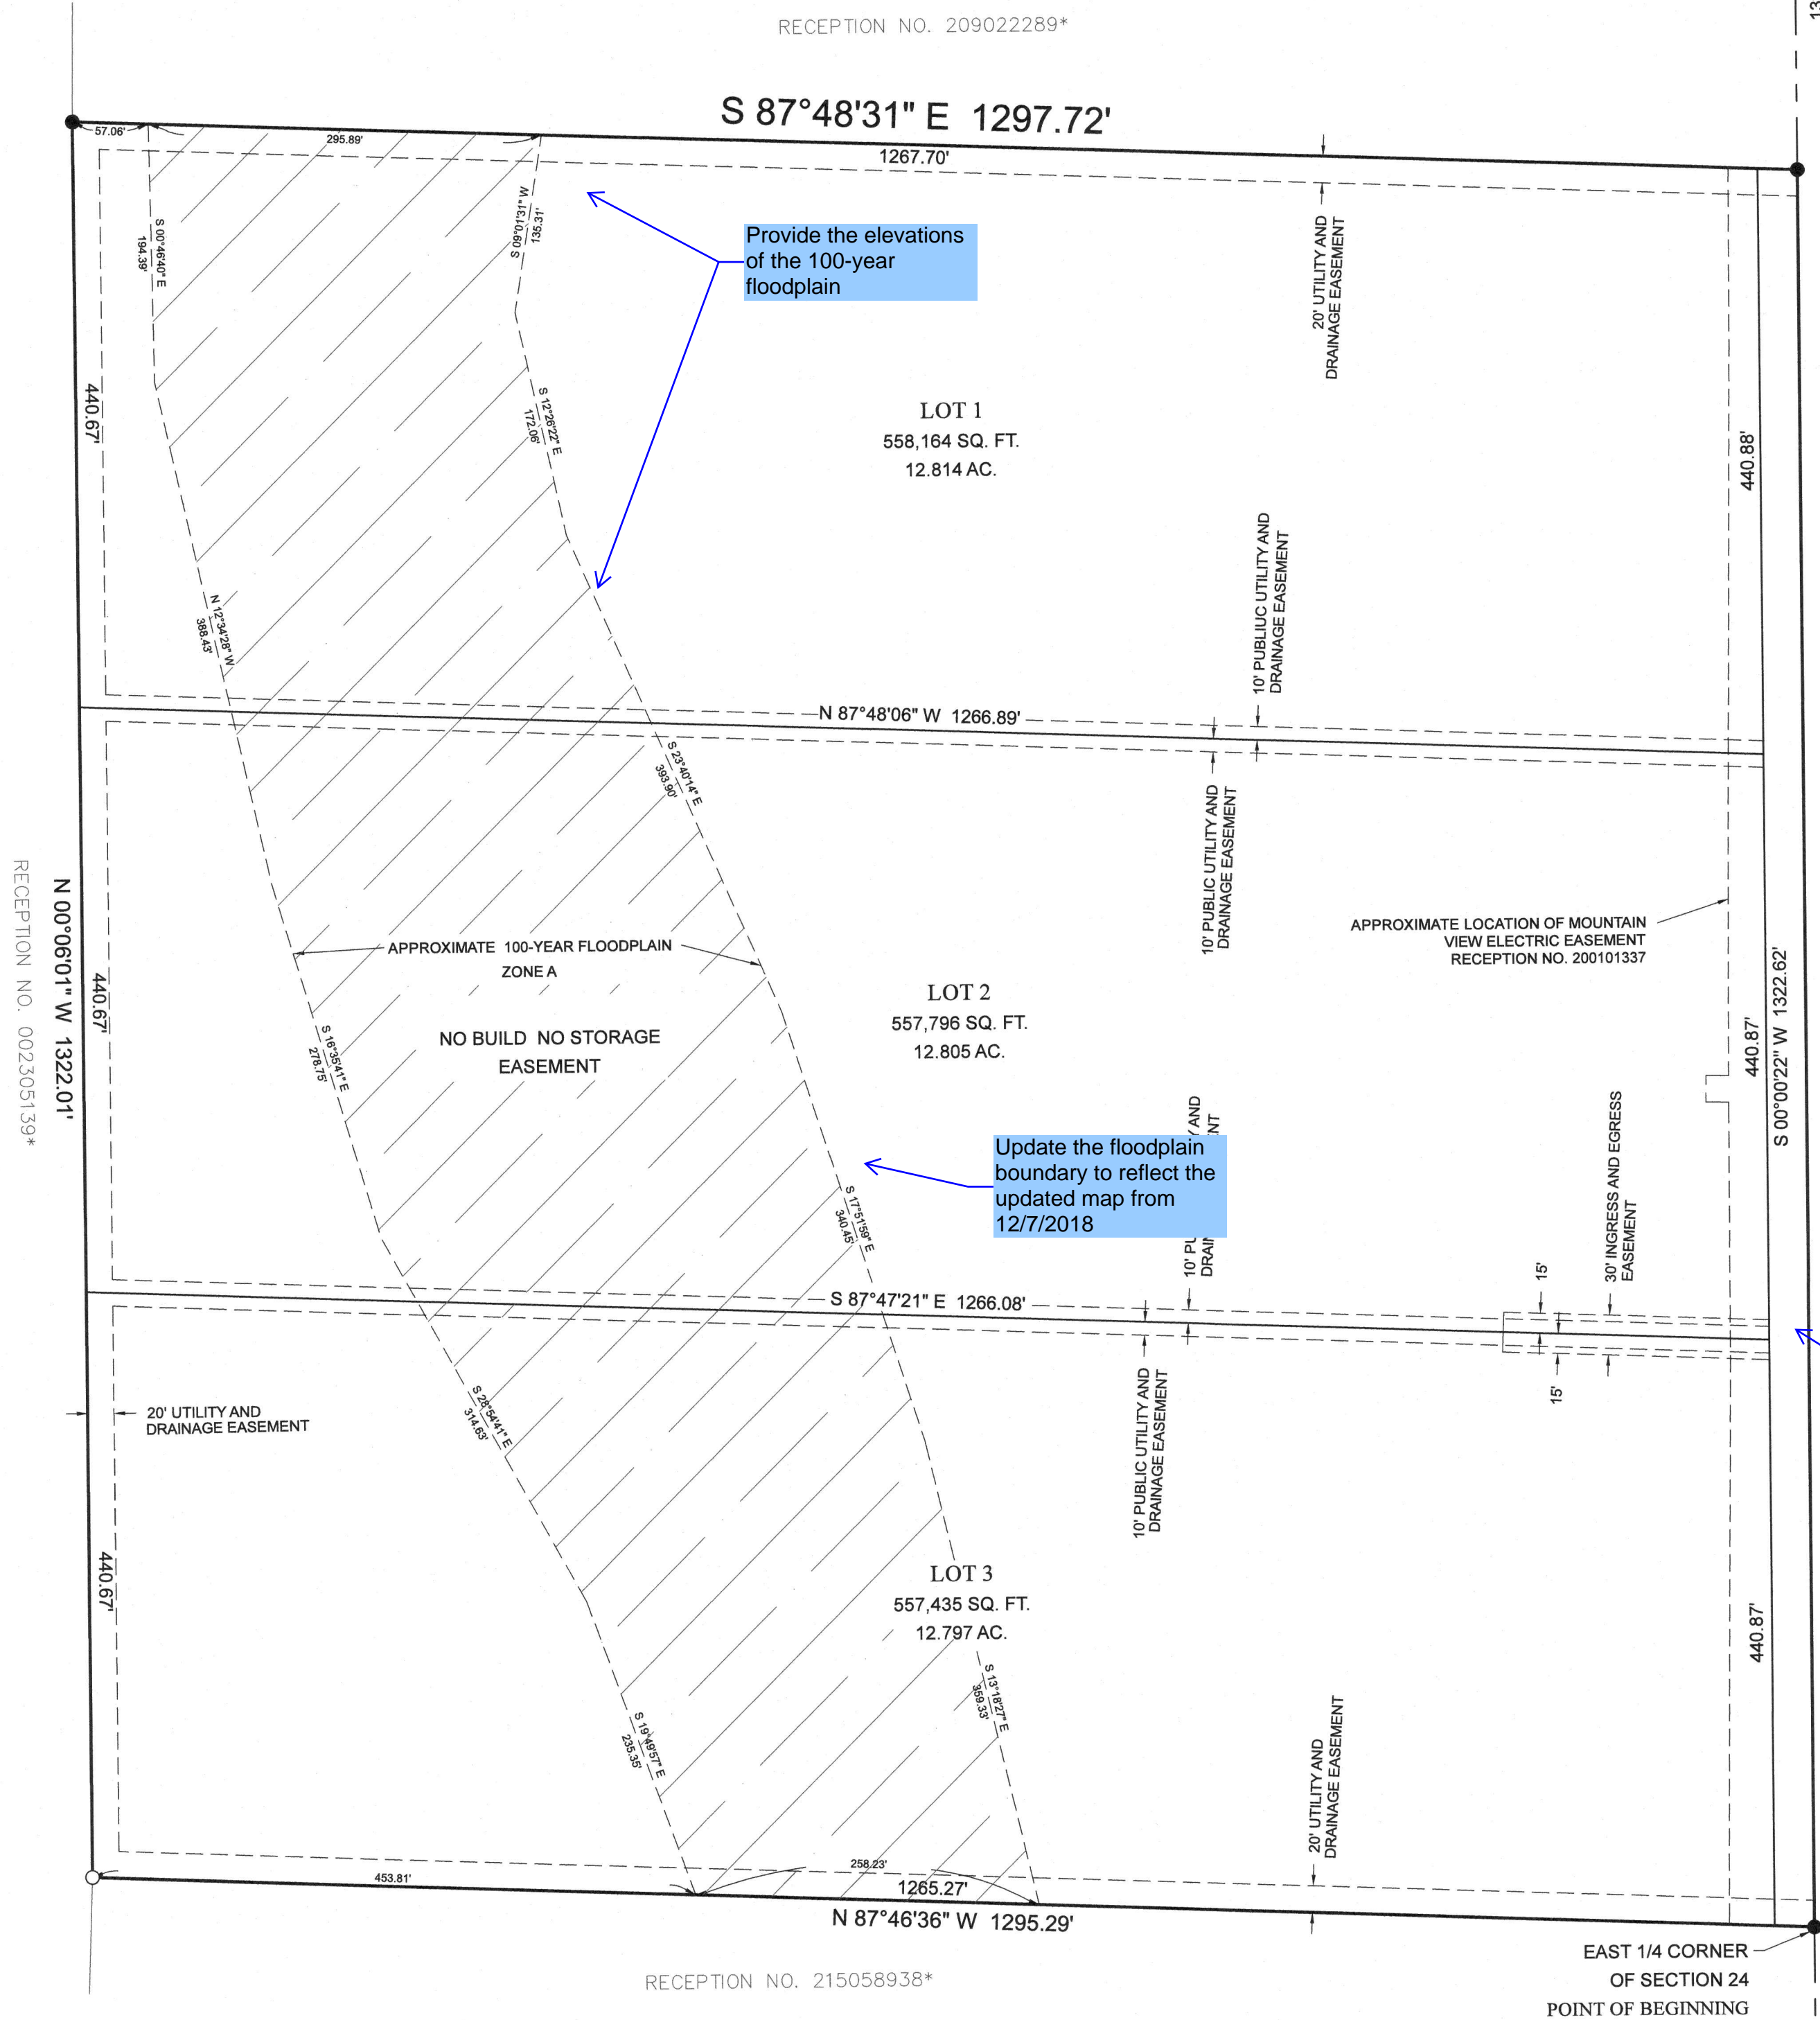 RECEPTION NO. 209022289*
13
S 87°48'31" E 1297.72'
57.06'
295.89'
1267.70'
S 00°46'40" E
194.39'
S 09°01'31" W
135.31'
Provide the elevations
of the 100-year
floodplain
20' UTILITY AND
DRAINAGE EASEMENT
440.67'
S 12°26'22" E
172.06'
LOT 1
558,164 SQ. FT.
12.814 AC.
440.88'
10' PUBLIUC UTILITY AND
DRAINAGE EASEMENT
N 12°34'28" W
388.43'
N 87°48'06" W 1266.89'
S 23°40'14" E
393.90'
10' PUBLIC UTILITY AND
DRAINAGE EASEMENT
RECEPTION NO. 002305139*
N 00°06'01" W 1322.01'
440.67'
APPROXIMATE 100-YEAR FLOODPLAIN
ZONE A
NO BUILD NO STORAGE
EASEMENT
S 16°35'41" E
278.75'
LOT 2
557,796 SQ. FT.
12.805 AC.
APPROXIMATE LOCATION OF MOUNTAIN
VIEW ELECTRIC EASEMENT
RECEPTION NO. 200101337
440.87'
S 00°00'22" W 1322.62'
Update the floodplain
boundary to reflect the
updated map from
12/7/2018
10' PU Y AND
DRAIN NT
S 17°51'59" E
340.45'
30' INGRESS AND EGRESS
EASEMENT
15'
S 87°47'21" E 1266.08'
15'
20' UTILITY AND
DRAINAGE EASEMENT
S 28°54'41" E
314.63'
10' PUBLIC UTILITY AND
DRAINAGE EASEMENT
440.67'
LOT 3
557,435 SQ. FT.
12.797 AC.
440.87'
S 19°49'57" E
235.35'
S 13°18'27" E
359.33'
20' UTILITY AND
DRAINAGE EASEMENT
453.81'
258.23'
1265.27'
N 87°46'36" W 1295.29'
RECEPTION NO. 215058938*
EAST 1/4 CORNER
OF SECTION 24
POINT OF BEGINNING